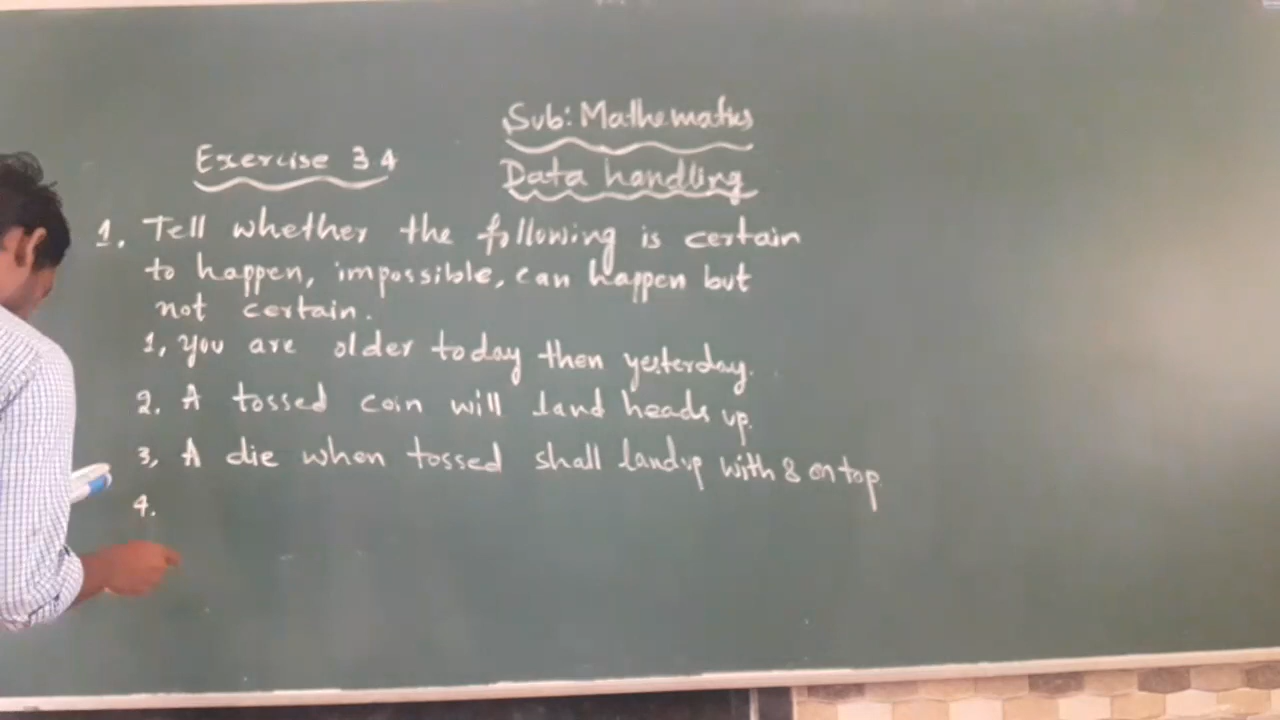 Sub: Mathematics
Exercise 3 4
Data handling
1. Tell whether the following is certain
to happen, impossible, can happen but
not certain.
1, you are older today then yesterday.
2. A tossed coin will land heads up.
3, A die when tossed shall landup with 8 on top.
4.